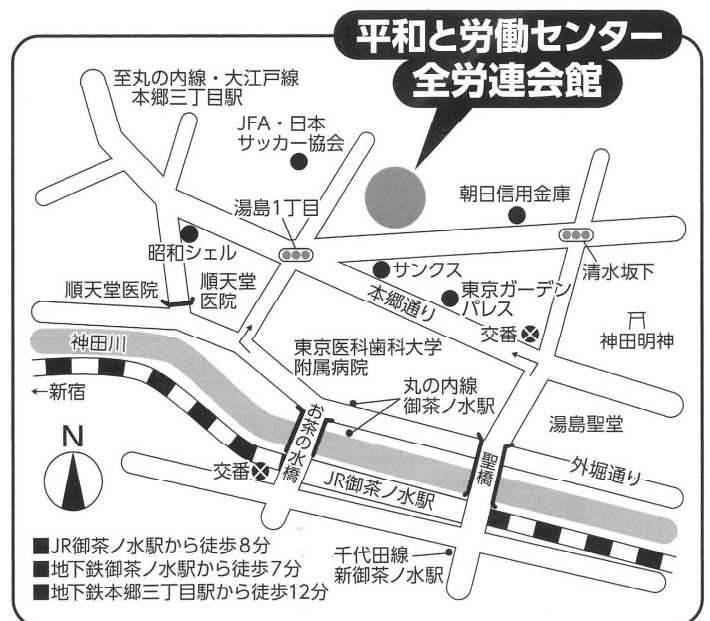 平和と労働センター
全労連会館
至丸の内線・大江戸線
本郷三丁目駅
JFA・日本
サッカー協会
朝日信用金庫
湯島1丁目
昭和シェル
サンクス
清水坂下
順天堂医院
順天堂
医院
本郷通り
東京ガーデン
パレス
交番
神田明神
神田川
東京医科歯科大学
附属病院
←新宿
丸の内線
御茶ノ水駅
湯島聖堂
お茶の水橋
聖橋
外堀通り
N
交番
JR御茶ノ水駅
千代田線
新御茶ノ水駅
■JR御茶ノ水駅から徒歩8分
■地下鉄御茶ノ水駅から徒歩7分
■地下鉄本郷三丁目駅から徒歩12分